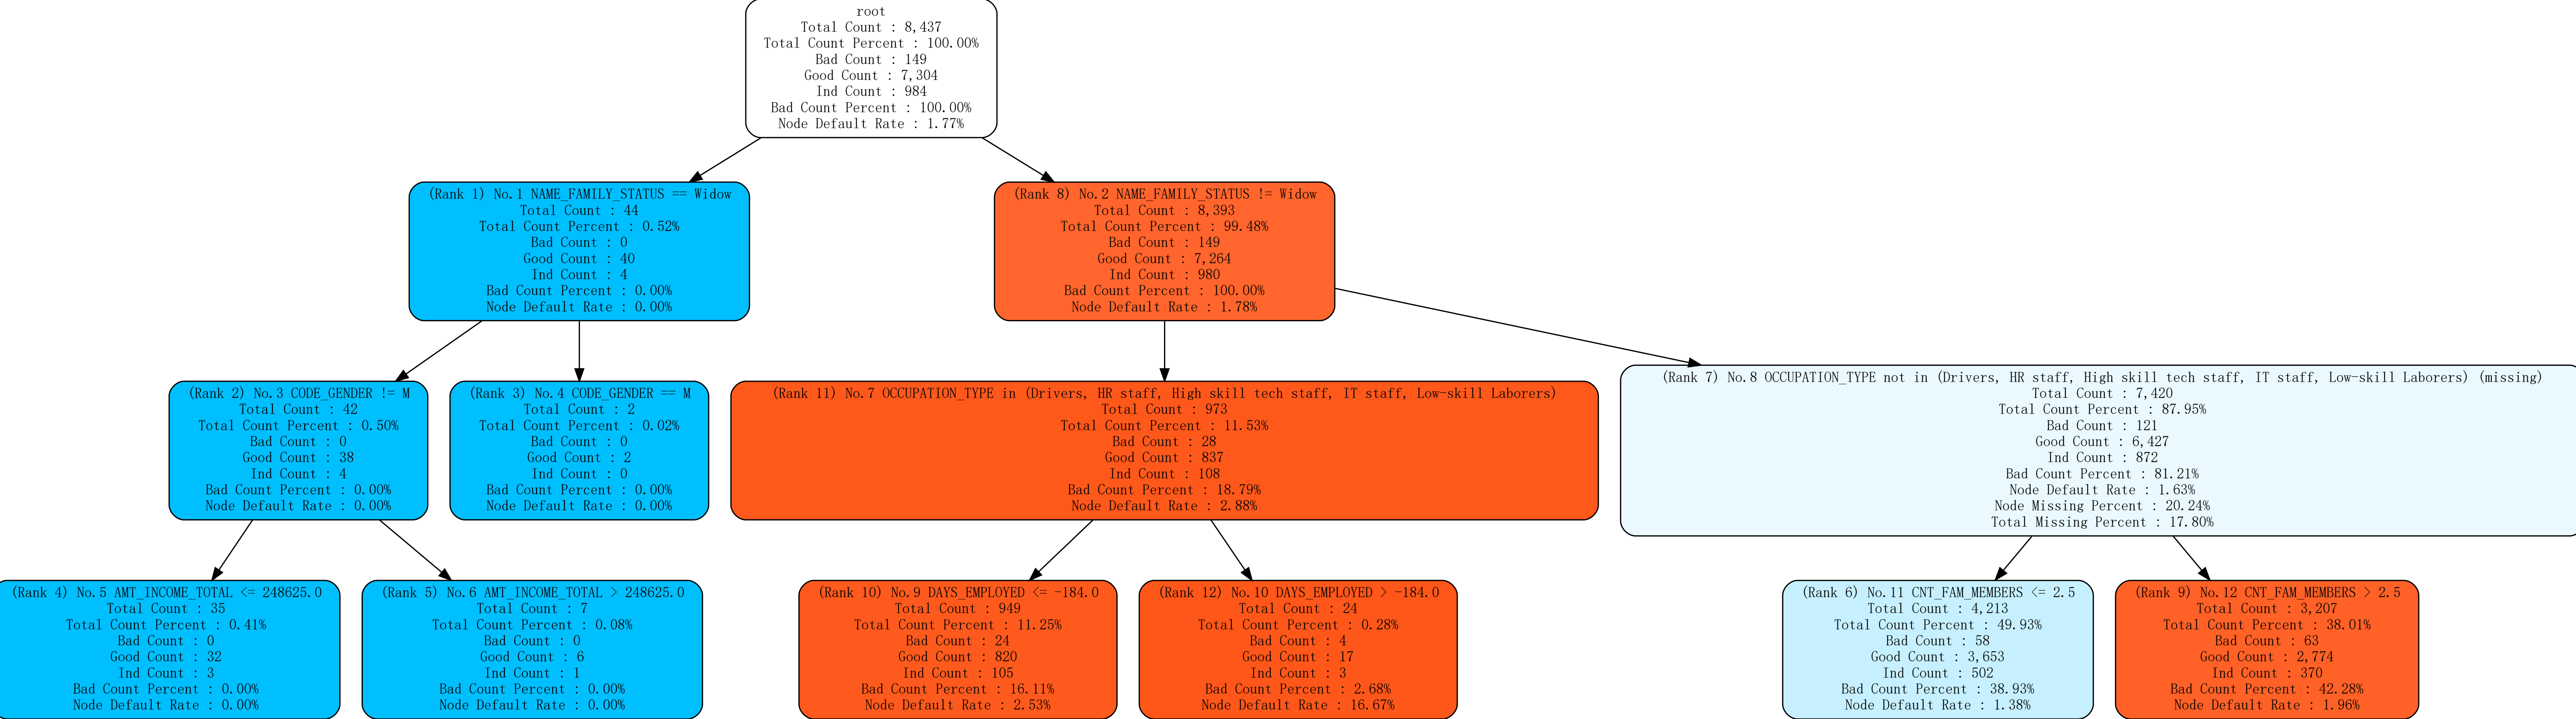 root
Total Count : 8,437
Total Count Percent : 100.00%
Bad Count : 149
Good Count : 7,304
Ind Count : 984
Bad Count Percent : 100.00%
Node Default Rate : 1.77%
(Rank 1) No.1 NAME_FAMILY_STATUS == Widow
Total Count : 44
Total Count Percent : 0.52%
Bad Count : 0
Good Count : 40
Ind Count : 4
Bad Count Percent : 0.00%
Node Default Rate : 0.00%
(Rank 8) No.2 NAME_FAMILY_STATUS != Widow
Total Count : 8,393
Total Count Percent : 99.48%
Bad Count : 149
Good Count : 7,264
Ind Count : 980
Bad Count Percent : 100.00%
Node Default Rate : 1.78%
(Rank 2) No.3 CODE_GENDER != M
Total Count : 42
Total Count Percent : 0.50%
Bad Count : 0
Good Count : 38
Ind Count : 4
Bad Count Percent : 0.00%
Node Default Rate : 0.00%
(Rank 3) No.4 CODE_GENDER == M
Total Count : 2
Total Count Percent : 0.02%
Bad Count : 0
Good Count : 2
Ind Count : 0
Bad Count Percent : 0.00%
Node Default Rate : 0.00%
(Rank 11) No.7 OCCUPATION_TYPE in (Drivers, HR staff, High skill tech staff, IT staff, Low-skill Laborers)
Total Count : 973
Total Count Percent : 11.53%
Bad Count : 28
Good Count : 837
Ind Count : 108
Bad Count Percent : 18.79%
Node Default Rate : 2.88%
(Rank 7) No.8 OCCUPATION_TYPE not in (Drivers, HR staff, High skill tech staff, IT staff, Low-skill Laborers) (missing)
Total Count : 7,420
Total Count Percent : 87.95%
Bad Count : 121
Good Count : 6,427
Ind Count : 872
Bad Count Percent : 81.21%
Node Default Rate : 1.63%
Node Missing Percent : 20.24%
Total Missing Percent : 17.80%
(Rank 4) No.5 AMT_INCOME_TOTAL <= 248625.0
Total Count : 35
Total Count Percent : 0.41%
Bad Count : 0
Good Count : 32
Ind Count : 3
Bad Count Percent : 0.00%
Node Default Rate : 0.00%
(Rank 5) No.6 AMT_INCOME_TOTAL > 248625.0
Total Count : 7
Total Count Percent : 0.08%
Bad Count : 0
Good Count : 6
Ind Count : 1
Bad Count Percent : 0.00%
Node Default Rate : 0.00%
(Rank 10) No.9 DAYS_EMPLOYED <= -184.0
Total Count : 949
Total Count Percent : 11.25%
Bad Count : 24
Good Count : 820
Ind Count : 105
Bad Count Percent : 16.11%
Node Default Rate : 2.53%
(Rank 12) No.10 DAYS_EMPLOYED > -184.0
Total Count : 24
Total Count Percent : 0.28%
Bad Count : 4
Good Count : 17
Ind Count : 3
Bad Count Percent : 2.68%
Node Default Rate : 16.67%
(Rank 6) No.11 CNT_FAM_MEMBERS <= 2.5
Total Count : 4,213
Total Count Percent : 49.93%
Bad Count : 58
Good Count : 3,653
Ind Count : 502
Bad Count Percent : 38.93%
Node Default Rate : 1.38%
(Rank 9) No.12 CNT_FAM_MEMBERS > 2.5
Total Count : 3,207
Total Count Percent : 38.01%
Bad Count : 63
Good Count : 2,774
Ind Count : 370
Bad Count Percent : 42.28%
Node Default Rate : 1.96%